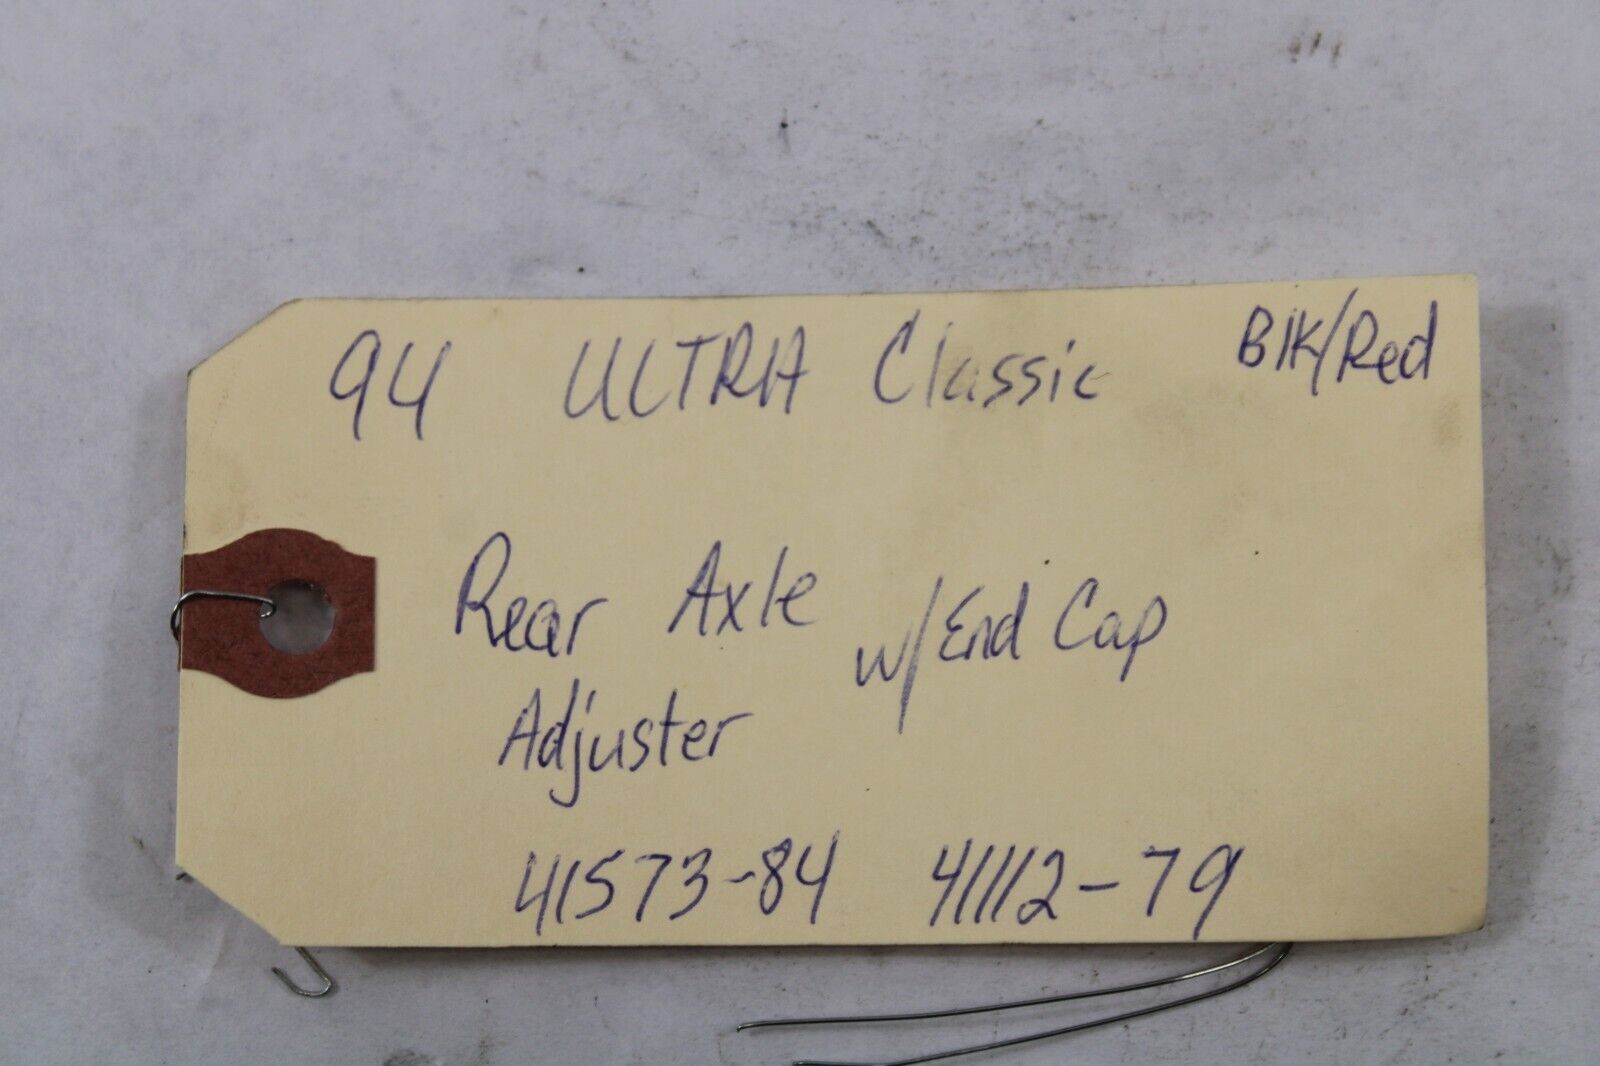 94 ULTRA Classic Blk/Red
Rear Axle w/End Cap
Adjuster
41573-84 41112-79